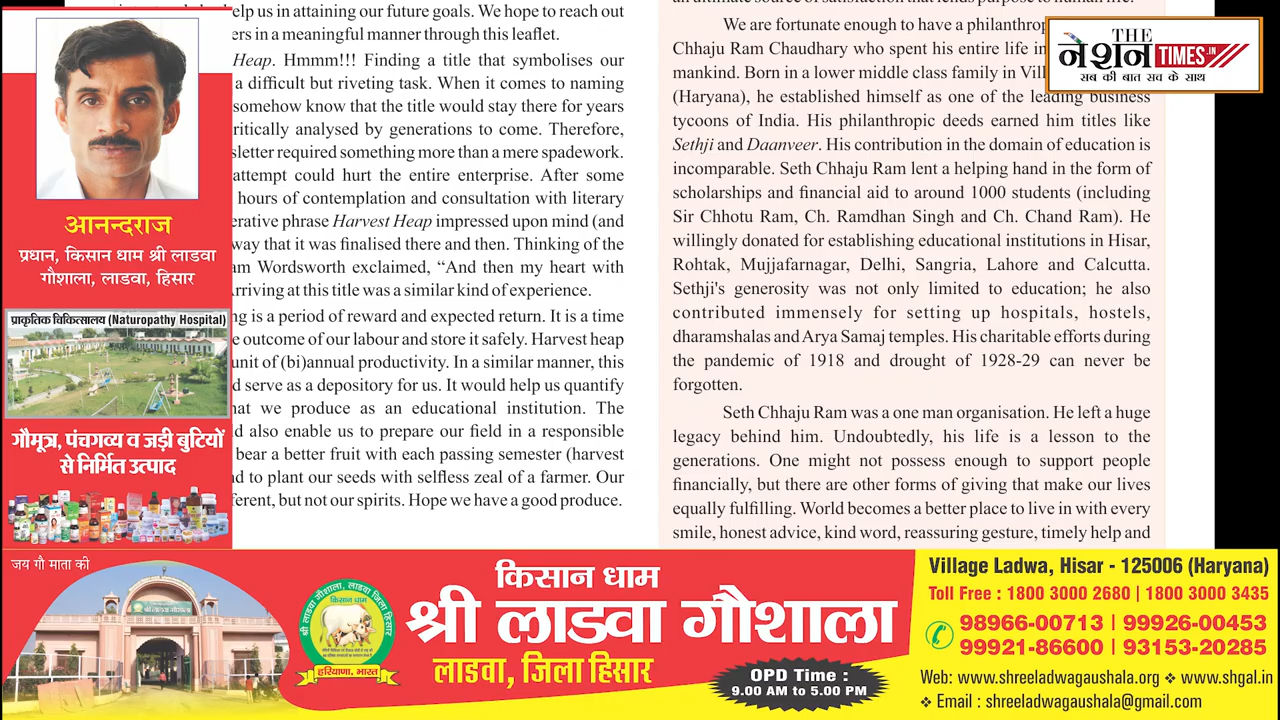 elp us in attaining our future goals. We hope to reach out
ers in a meaningful manner through this leaflet.
Heap. Hmmm!!! Finding a title that symbolises our
a difficult but riveting task. When it comes to naming
somehow know that the title would stay there for years
ritically analysed by generations to come. Therefore,
sletter required something more than a mere spadework.
attempt could hurt the entire enterprise. After some
hours of contemplation and consultation with literary
erative phrase Harvest Heap impressed upon mind (and
way that it was finalised there and then. Thinking of the
am Wordsworth exclaimed, “And then my heart with
rriving at this title was a similar kind of experience.
ng is a period of reward and expected return. It is a time
e outcome of our labour and store it safely. Harvest heap
unit of (bi)annual productivity. In a similar manner, this
d serve as a depository for us. It would help us quantify
hat we produce as an educational institution. The
d also enable us to prepare our field in a responsible
bear a better fruit with each passing semester (harvest
nd to plant our seeds with selfless zeal of a farmer. Our
ferent, but not our spirits. Hope we have a good produce.
We are fortunate enough to have a philanthrop
Chhaju Ram Chaudhary who spent his entire life in
mankind. Born in a lower middle class family in Vill
(Haryana), he established himself as one of the leading business
tycoons of India. His philanthropic deeds earned him titles like
Sethji and Daanveer. His contribution in the domain of education is
incomparable. Seth Chhaju Ram lent a helping hand in the form of
scholarships and financial aid to around 1000 students (including
Sir Chhotu Ram, Ch. Randhan Singh and Ch. Chand Ram). He
willingly donated for establishing educational institutions in Hisar,
Rohtak, Mujjafarnagar, Delhi, Sangria, Lahore and Calcutta.
Sethji's generosity was not only limited to education; he also
contributed immensely for setting up hospitals, hostels,
dharamshalas and Arya Samaj temples. His charitable efforts during
the pandemic of 1918 and drought of 1928-29 can never be
forgotten.
Seth Chhaju Ram was a one man organisation. He left a huge
legacy behind him. Undoubtedly, his life is a lesson to the
generations. One might not possess enough to support people
financially, but there are other forms of giving that make our lives
equally fulfilling. World becomes a better place to live in with every
smile, honest advice, kind word, reassuring gesture, timely help and
THE
नेशन TIMES.IN
सब की बात सच के साथ
आनन्दराज
प्रधान, किसान धाम श्री लाडवा
गौशाला, लाडवा, हिसार
प्राकृतिक चिकित्सालय (Naturopathy Hospital)
गौमूत्र, पंचगव्य व जड़ी बुटियों
से निर्मित उत्पाद
जय गौ माता की
किसान धाम
हरियाणा, भारत
किसान धाम
श्री लाडवा गौशाला
लाडवा, जिला हिसार
OPD Time :
9.00 AM to 5.00 PM
Village Ladwa, Hisar - 125006 (Haryana)
Toll Free : 1800 3000 2680 | 1800 3000 3435
98966-00713 | 99926-00453
99921-86600 | 93153-20285
Web: www.shreeladwagaushala.org ❖ www.shgal.in
❖ Email : shreeladwagaushala@gmail.com